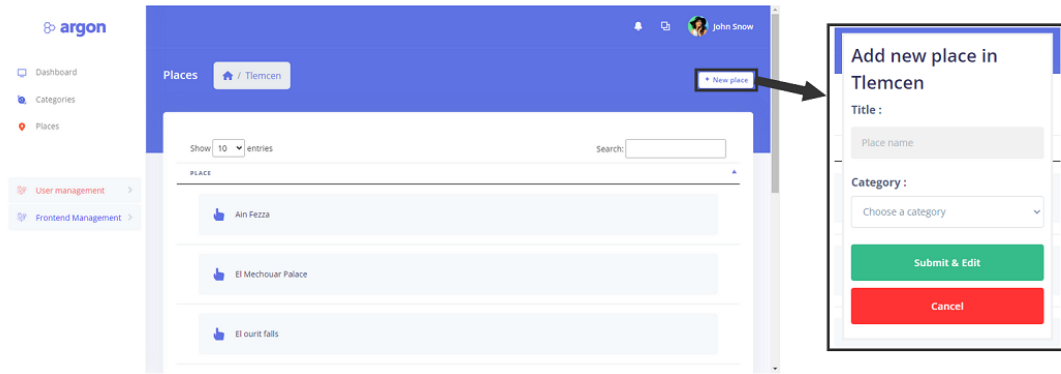 argon
John Snow
Dashboard
Categories
Places
User management
Frontend Management
Places
/ Tlemcen
+ New place
Show 10 entries
Search:
PLACE
Ain Fezza
El Mechouar Palace
El ourit falls
Add new place in
Tlemcen
Title :
Place name
Category :
Choose a category
Submit & Edit
Cancel